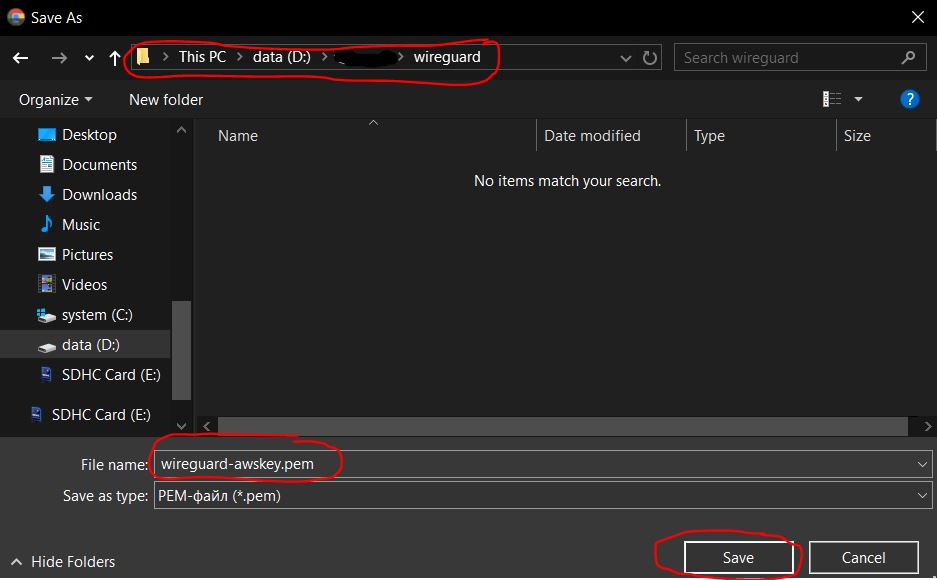 Save As
This PC > data (D:) > > wireguard
Search wireguard
Organize New folder
?
Name Date modified Type Size
No items match your search.
Desktop
Documents
Downloads
Music
Pictures
Videos
system (C:)
data (D:)
SDHC Card (E:)
SDHC Card (E:)
File name: wireguard-awskey.pem
Save as type: PEM-файл (*.pem)
Hide Folders
Save Cancel